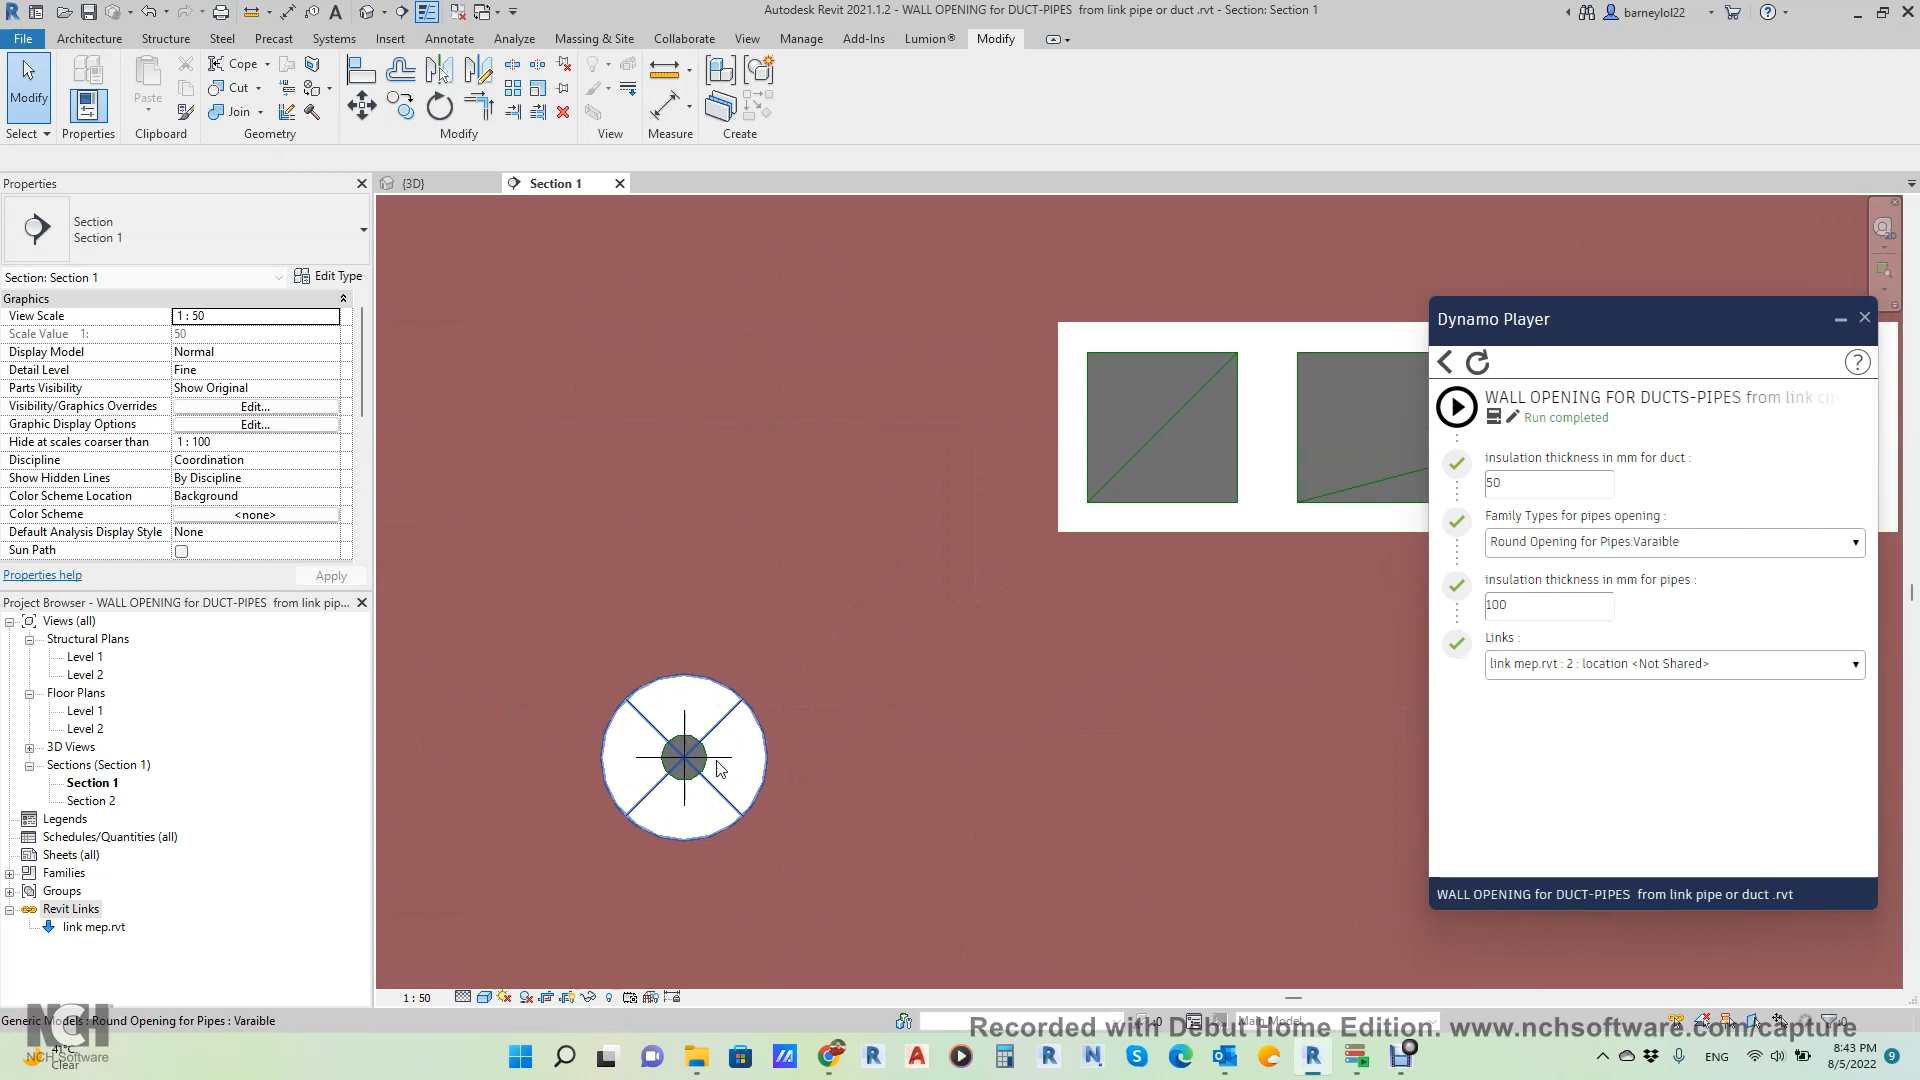 Autodesk Revit 2021.1.2 - WALL OPENING for DUCT-PIPES from link pipe or duct .rvt - Section: Section 1
barneylol22
File Architecture Structure Steel Precast Systems Insert Annotate Analyze Massing & Site Collaborate View Manage Add-Ins Lumion® Modify
Modify
Paste
Cope
Cut
Join
Select Properties Clipboard Geometry Modify View Measure Create
Properties
{3D}
Section 1
Section
Section 1
Section: Section 1
Edit Type
Graphics
View Scale 1 : 50
Scale Value 1: 50
Display Model Normal
Detail Level Fine
Parts Visibility Show Original
Visibility/Graphics Overrides Edit...
Graphic Display Options Edit...
Hide at scales coarser than 1 : 100
Discipline Coordination
Show Hidden Lines By Discipline
Color Scheme Location Background
Color Scheme <none>
Default Analysis Display Style None
Sun Path
Properties help
Apply
Project Browser - WALL OPENING for DUCT-PIPES from link pip...
Views (all)
Structural Plans
Level 1
Level 2
Floor Plans
Level 1
Level 2
3D Views
Sections (Section 1)
Section 1
Section 2
Legends
Schedules/Quantities (all)
Sheets (all)
Families
Groups
Revit Links
link mep.rvt
2D
Dynamo Player
WALL OPENING FOR DUCTS-PIPES from link
Run completed
insulation thickness in mm for duct :
50
Family Types for pipes opening :
Round Opening for Pipes:Varaible
insulation thickness in mm for pipes :
100
Links :
link mep.rvt : 2 : location <Not Shared>
WALL OPENING for DUCT-PIPES from link pipe or duct .rvt
1 : 50
Generic Models : Round Opening for Pipes : Varaible
:0
Main Model
:0
NCH
NCH Software
Recorded with Debut Home Edition. www.nchsoftware.com/capture
41°C
Clear
ENG
8:43 PM
8/5/2022
9